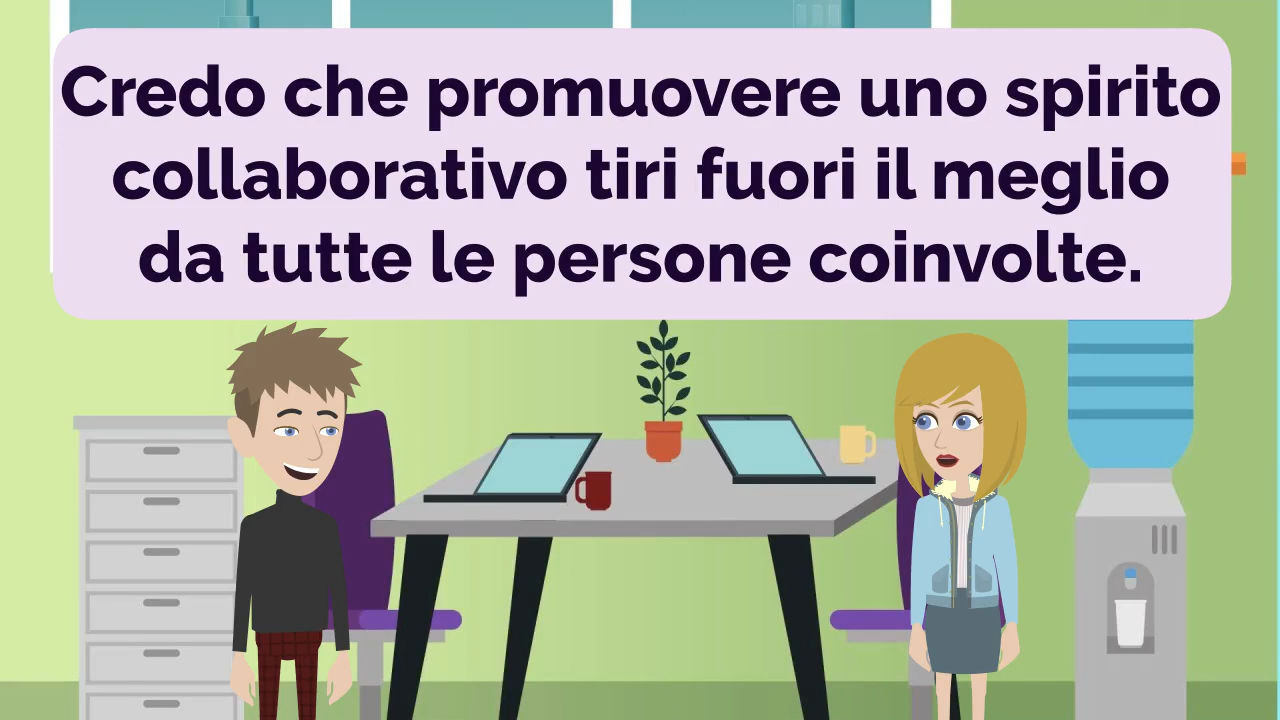 Credo che promuovere uno spirito
collaborativo tiri fuori il meglio
da tutte le persone coinvolte.